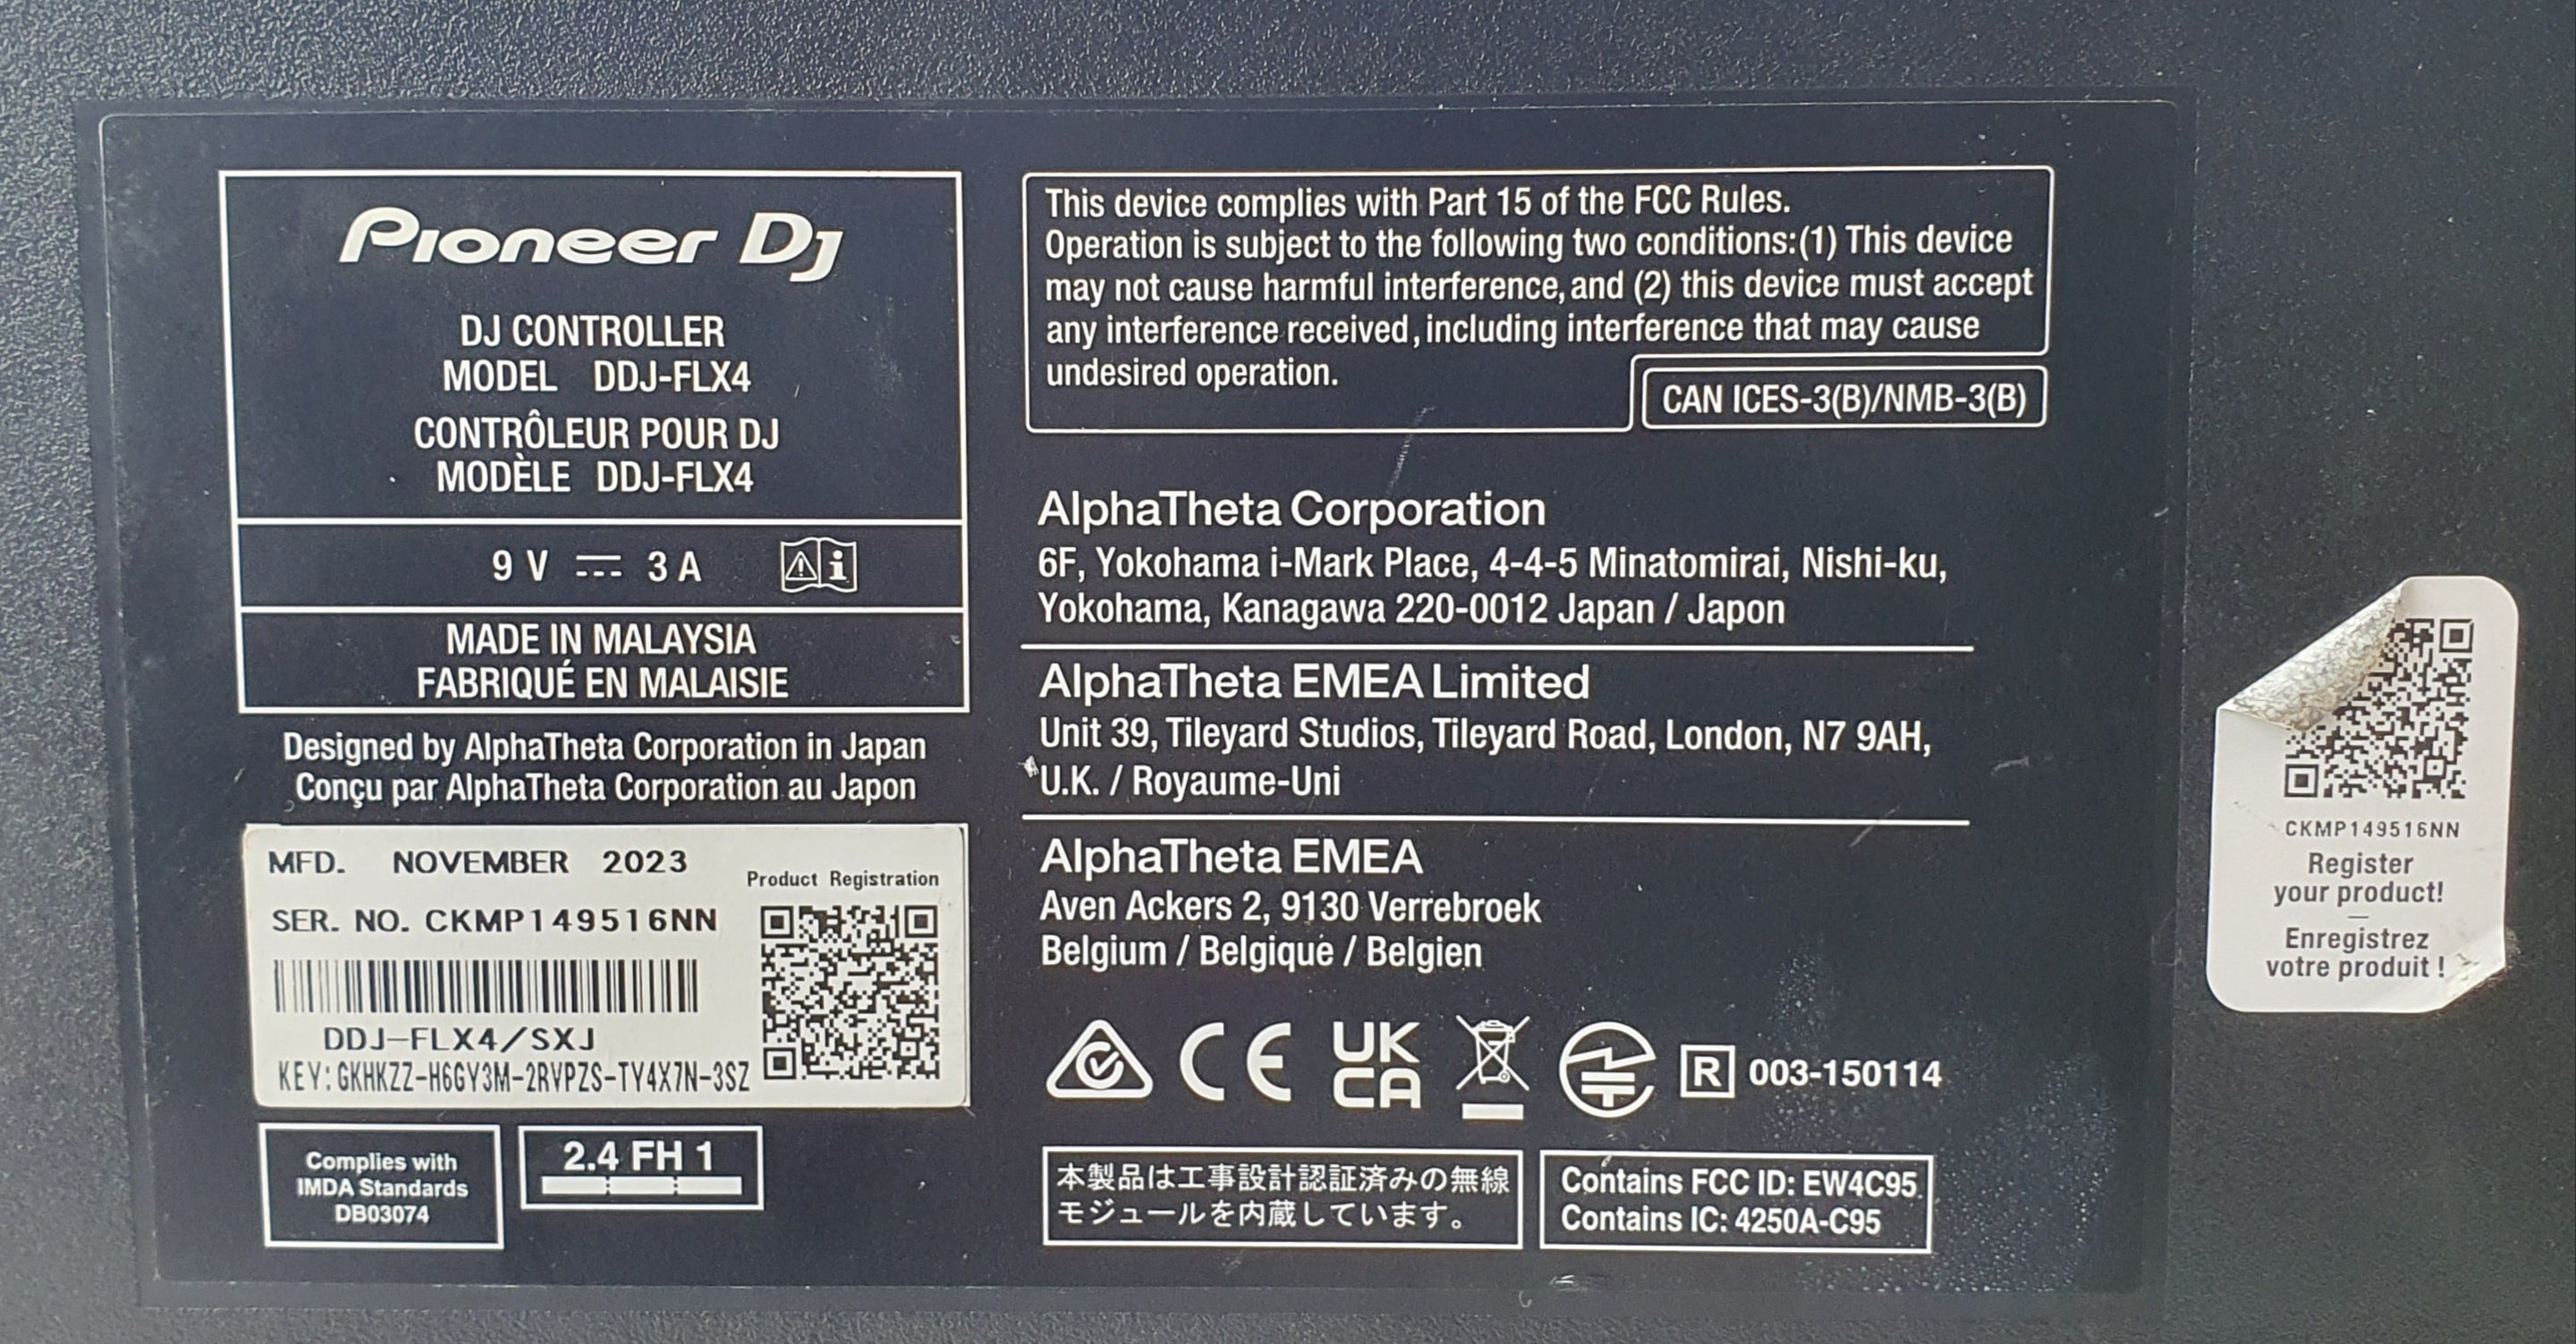 Pioneer Dj
DJ CONTROLLER
MODEL DDJ-FLX4
CONTRÔLEUR POUR DJ
MODÈLE DDJ-FLX4
9 V 3 A
MADE IN MALAYSIA
FABRIQUÉ EN MALAISIE
Designed by AlphaTheta Corporation in Japan
Conçu par AlphaTheta Corporation au Japon
MFD. NOVEMBER 2023
Product Registration
SER. NO. CKMP149516NN
DDJ-FLX4/SXJ
KEY:GKHKZZ-H6GY3M-2RVPZS-TY4X7N-3SZ
Complies with
IMDA Standards
DB03074
2.4 FH 1
This device complies with Part 15 of the FCC Rules.
Operation is subject to the following two conditions:(1) This device
may not cause harmful interference, and (2) this device must accept
any interference received, including interference that may cause
undesired operation.
CAN ICES-3(B)/NMB-3(B)
AlphaTheta Corporation
6F, Yokohama i-Mark Place, 4-4-5 Minatomirai, Nishi-ku,
Yokohama, Kanagawa 220-0012 Japan / Japon
AlphaTheta EMEA Limited
Unit 39, Tileyard Studios, Tileyard Road, London, N7 9AH,
U.K. / Royaume-Uni
AlphaTheta EMEA
Aven Ackers 2, 9130 Verrebroek
Belgium / Belgique / Belgien
CE UK CA R 003-150114
本製品は工事設計認証済みの無線
モジュールを内蔵しています。
Contains FCC ID: EW4C95
Contains IC: 4250A-C95
CKMP149516NN
Register
your product!
Enregistrez
votre produit !